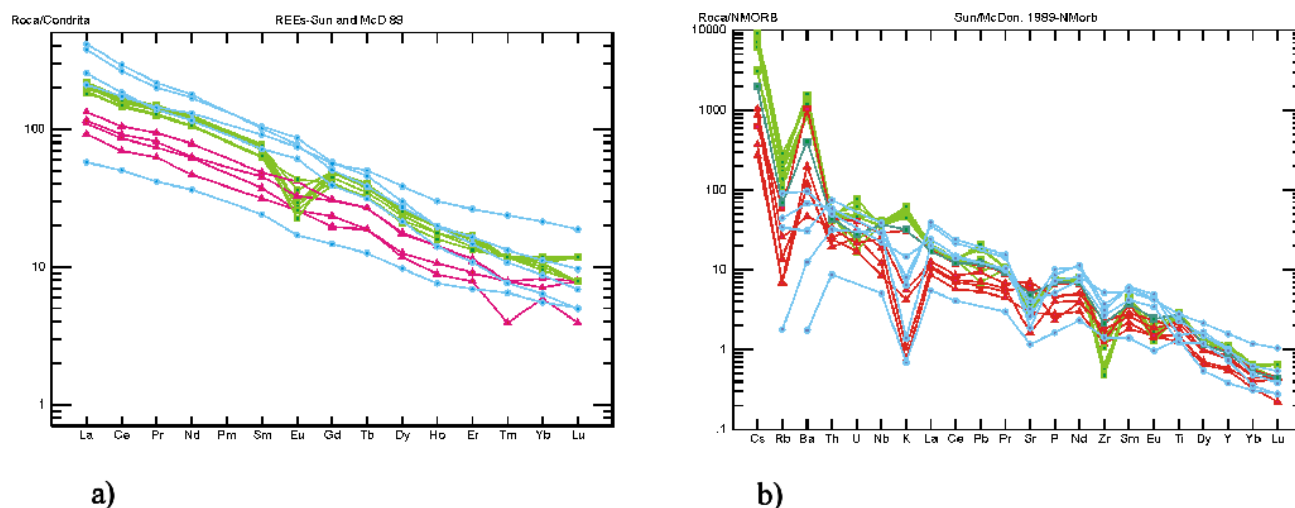 Roca/Condrita REEs-Sun and McD 89
100
10
1
La Ce Pr Nd Pm Sm Eu Gd Tb Dy Ho Er Tm Yb Lu
a)
Roca/NMORB Sun/McDon. 1989-NMorb
10000
1000
100
10
1
.1
Cs Rb Ba Th U Nb K La Ce Pb Pr Sr P Nd Zr Sm Eu Ti Dy Y Yb Lu
b)